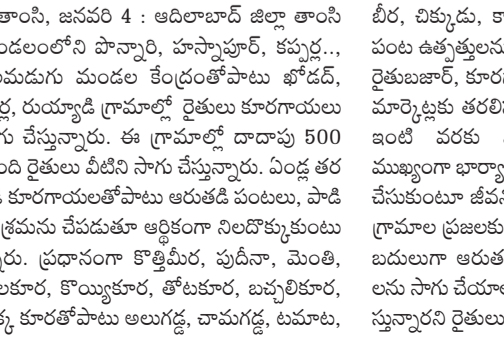 తాంసి, జనవరి 4 : ఆదిలాబాద్ జిల్లా తాంసి
మండలంలోని పొన్నారి, హస్నాపూర్, కప్పర్ల..,
మడుగు మండల కేంద్రంతోపాటు ఖోడద్,
ర్ల, రుయ్యాడి గ్రామాల్లో రైతులు కూరగాయలు
గు చేస్తున్నారు. ఈ గ్రామాల్లో దాదాపు 500
ంది రైతులు వీటిని సాగు చేస్తున్నారు. ఏండ్ల తర
డి కూరగాయలతోపాటు ఆరుతడి పంటలు, పాడి
శ్రమను చేపడుతూ ఆర్థికంగా నిలదొక్కుకుంటు
రు. ప్రధానంగా కొత్తిమీర, పుదీనా, మెంతి,
లకూర, కొయ్యికూర, తోటకూర, బచ్చలికూర,
క్క కూరతోపాటు అలుగడ్డ, చామగడ్డ, టమాట,
బీర, చిక్కుడు, కా
పంట ఉత్పత్తులను
రైతుబజార్, కూర
మార్కెట్లకు తరలి
ఇంటి వరకు
ముఖ్యంగా భార్యా
చేసుకుంటూ జీవన
గ్రామాల ప్రజలకు
బదులుగా ఆరుత
లను సాగు చేయాల
స్తున్నారని రైతులు